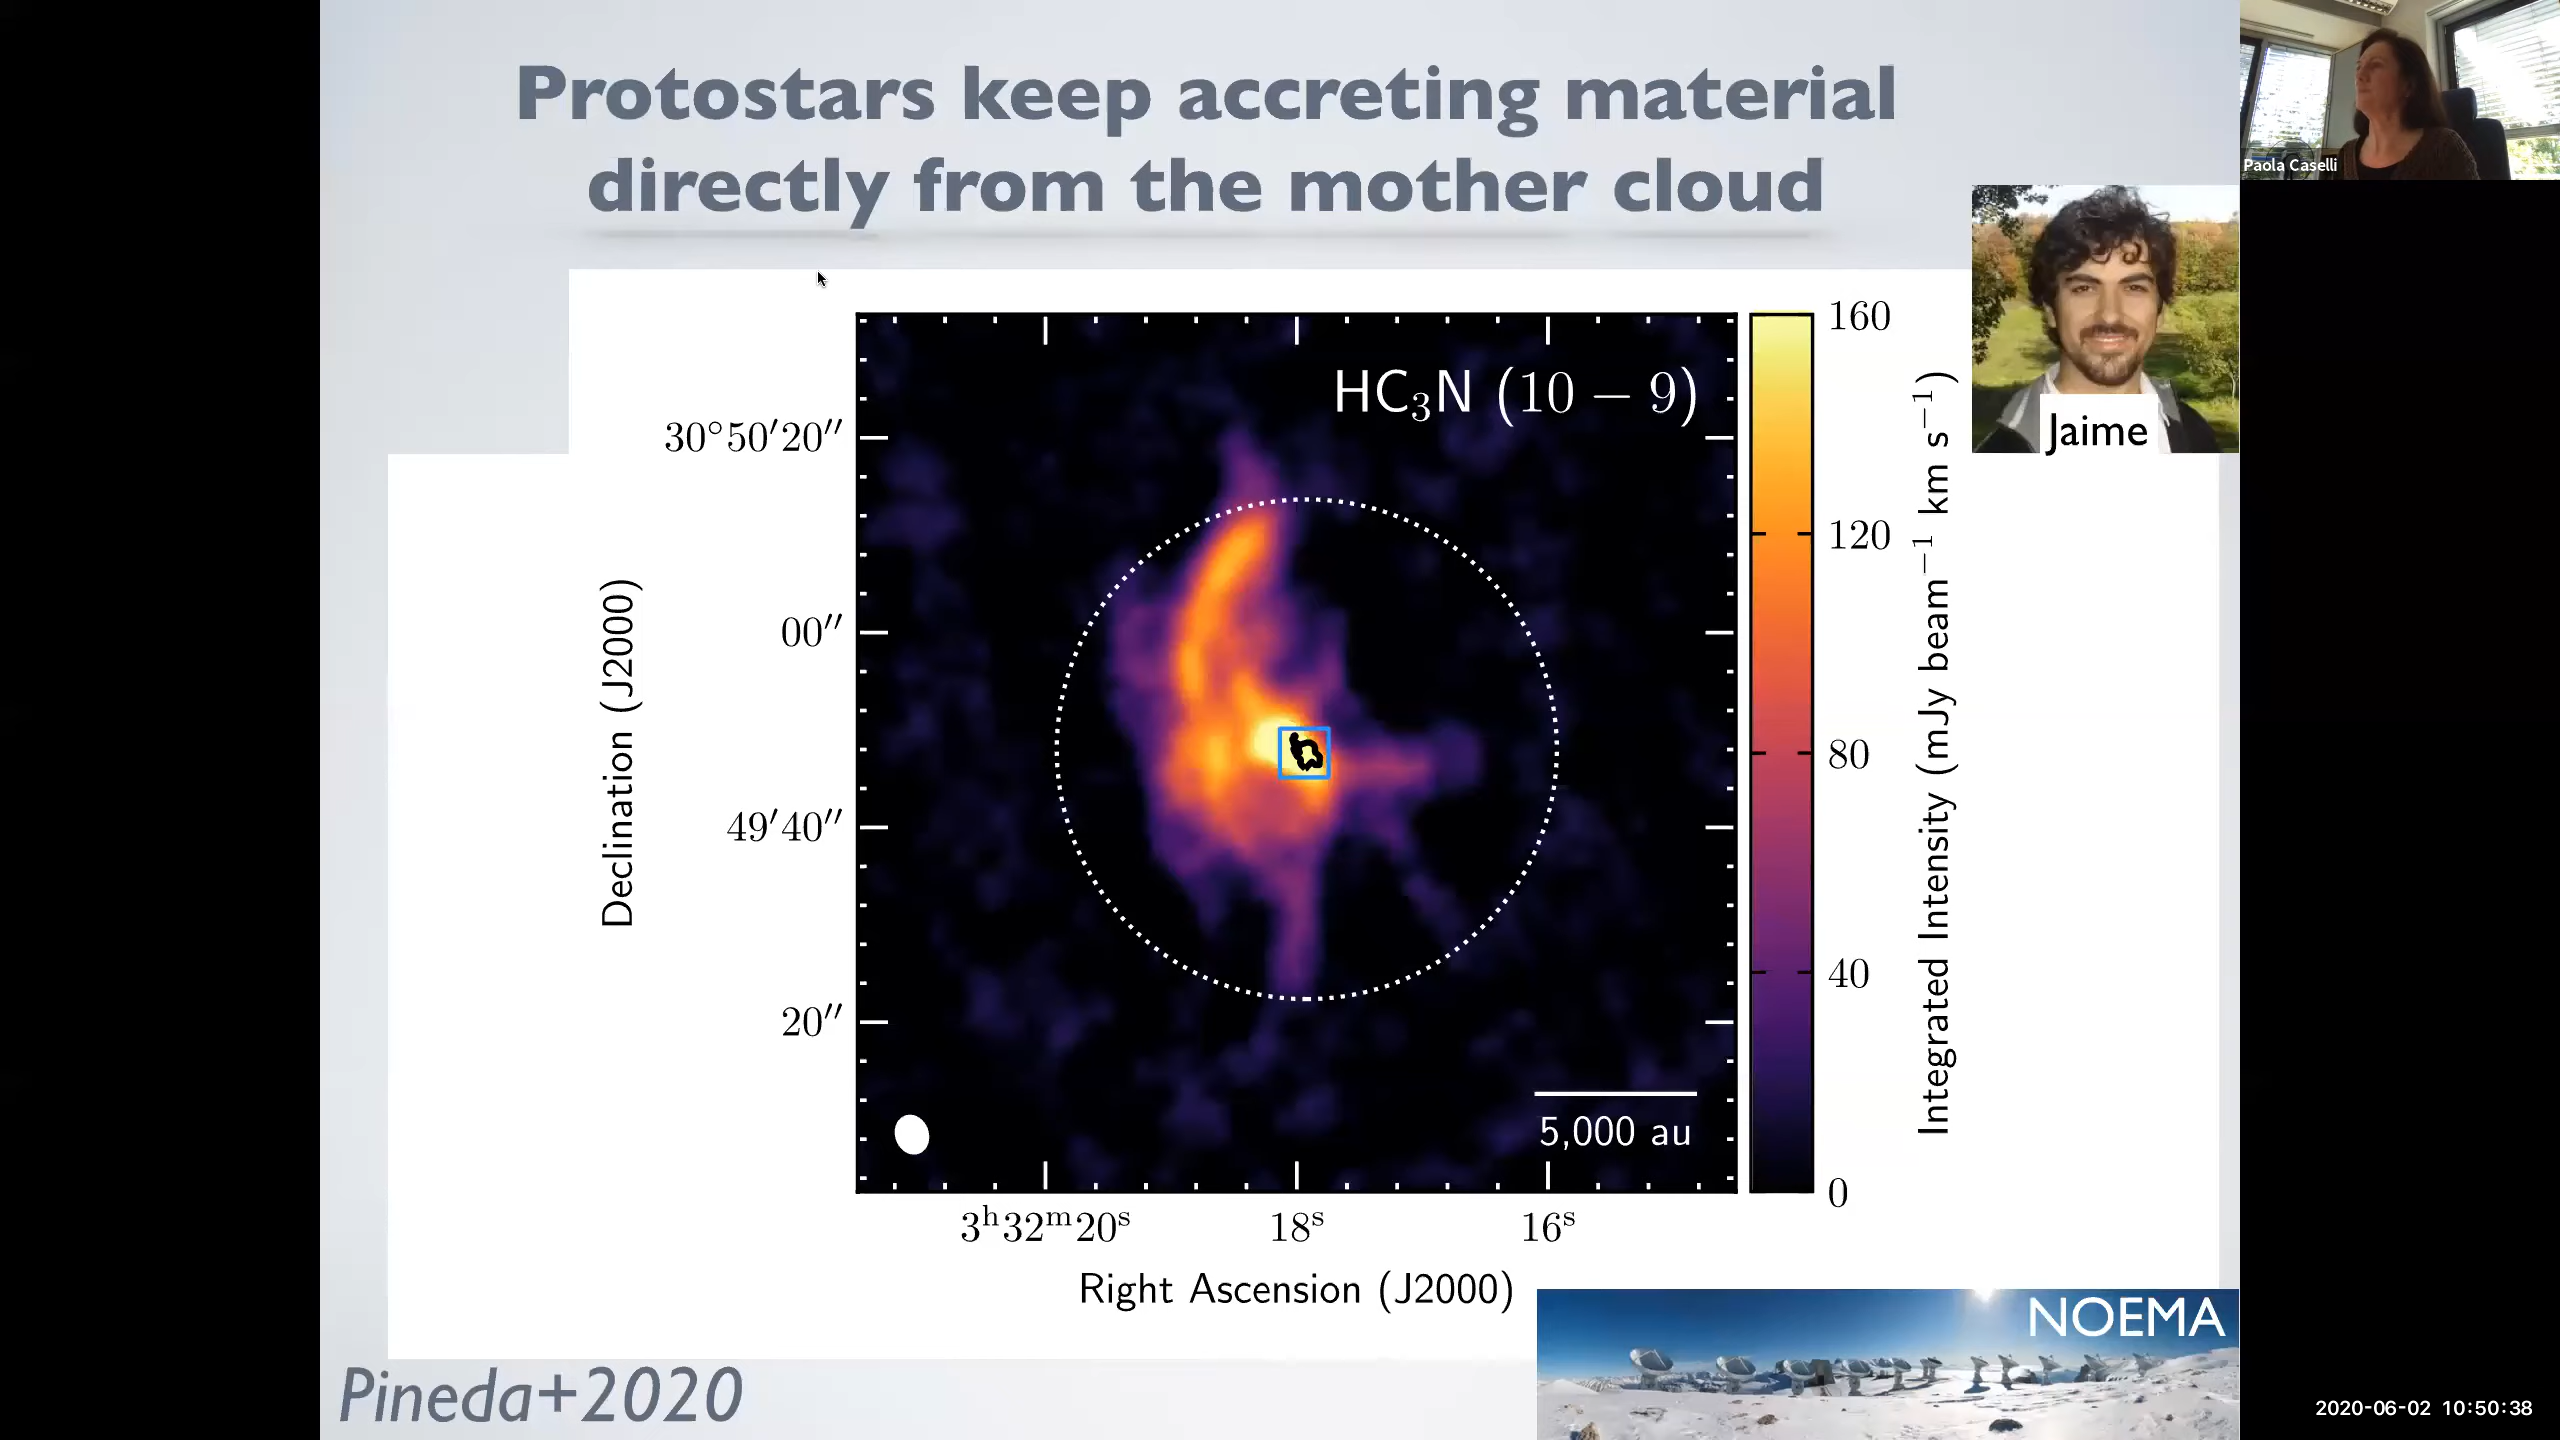 Protostars keep accreting material
directly from the mother cloud
Paola Caselli
Jaime
HC₃N (10 − 9)
160
120
80
40
0
Integrated Intensity (mJy beam⁻¹ km s⁻¹)
Declination (J2000)
30°50′20″
00″
49′40″
20″
5,000 au
3ʰ32ᵐ20ˢ
18ˢ
16ˢ
Right Ascension (J2000)
NOEMA
Pineda+2020
2020-06-02 10:50:38